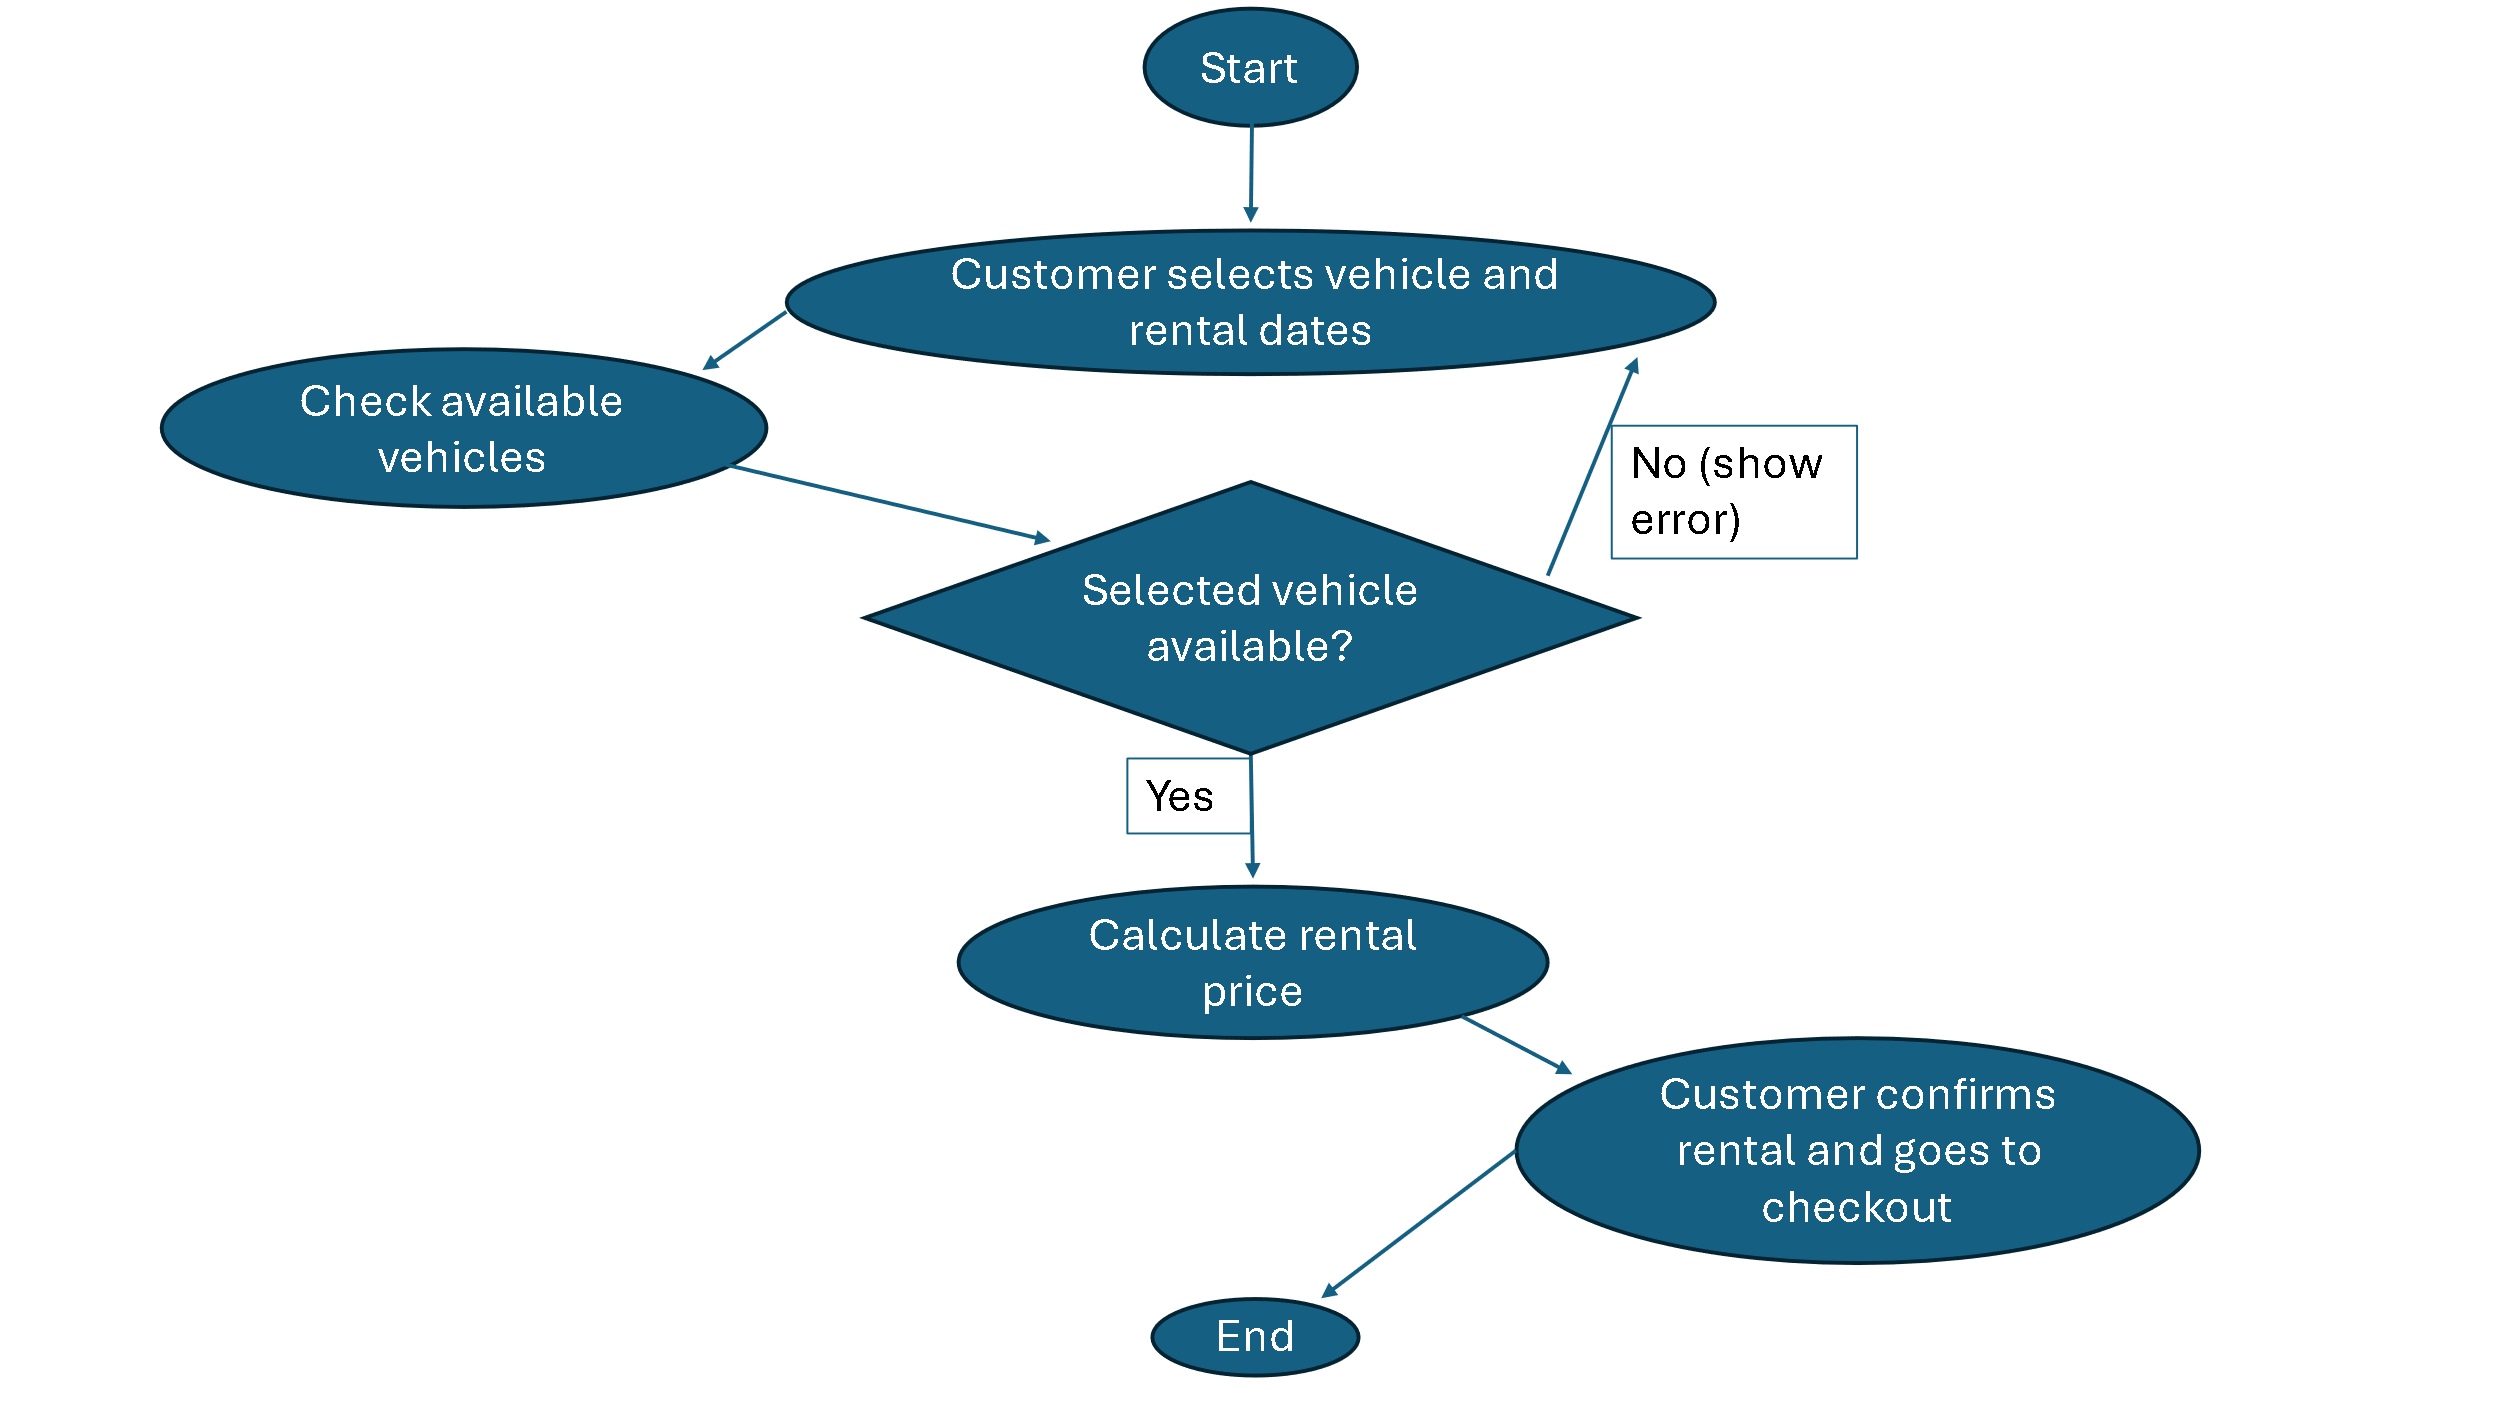 Start
Customer selects vehicle and
rental dates
Check available
vehicles
No (show
error)
Selected vehicle
available?
Yes
Calculate rental
price
Customer confirms
rental and goes to
checkout
End